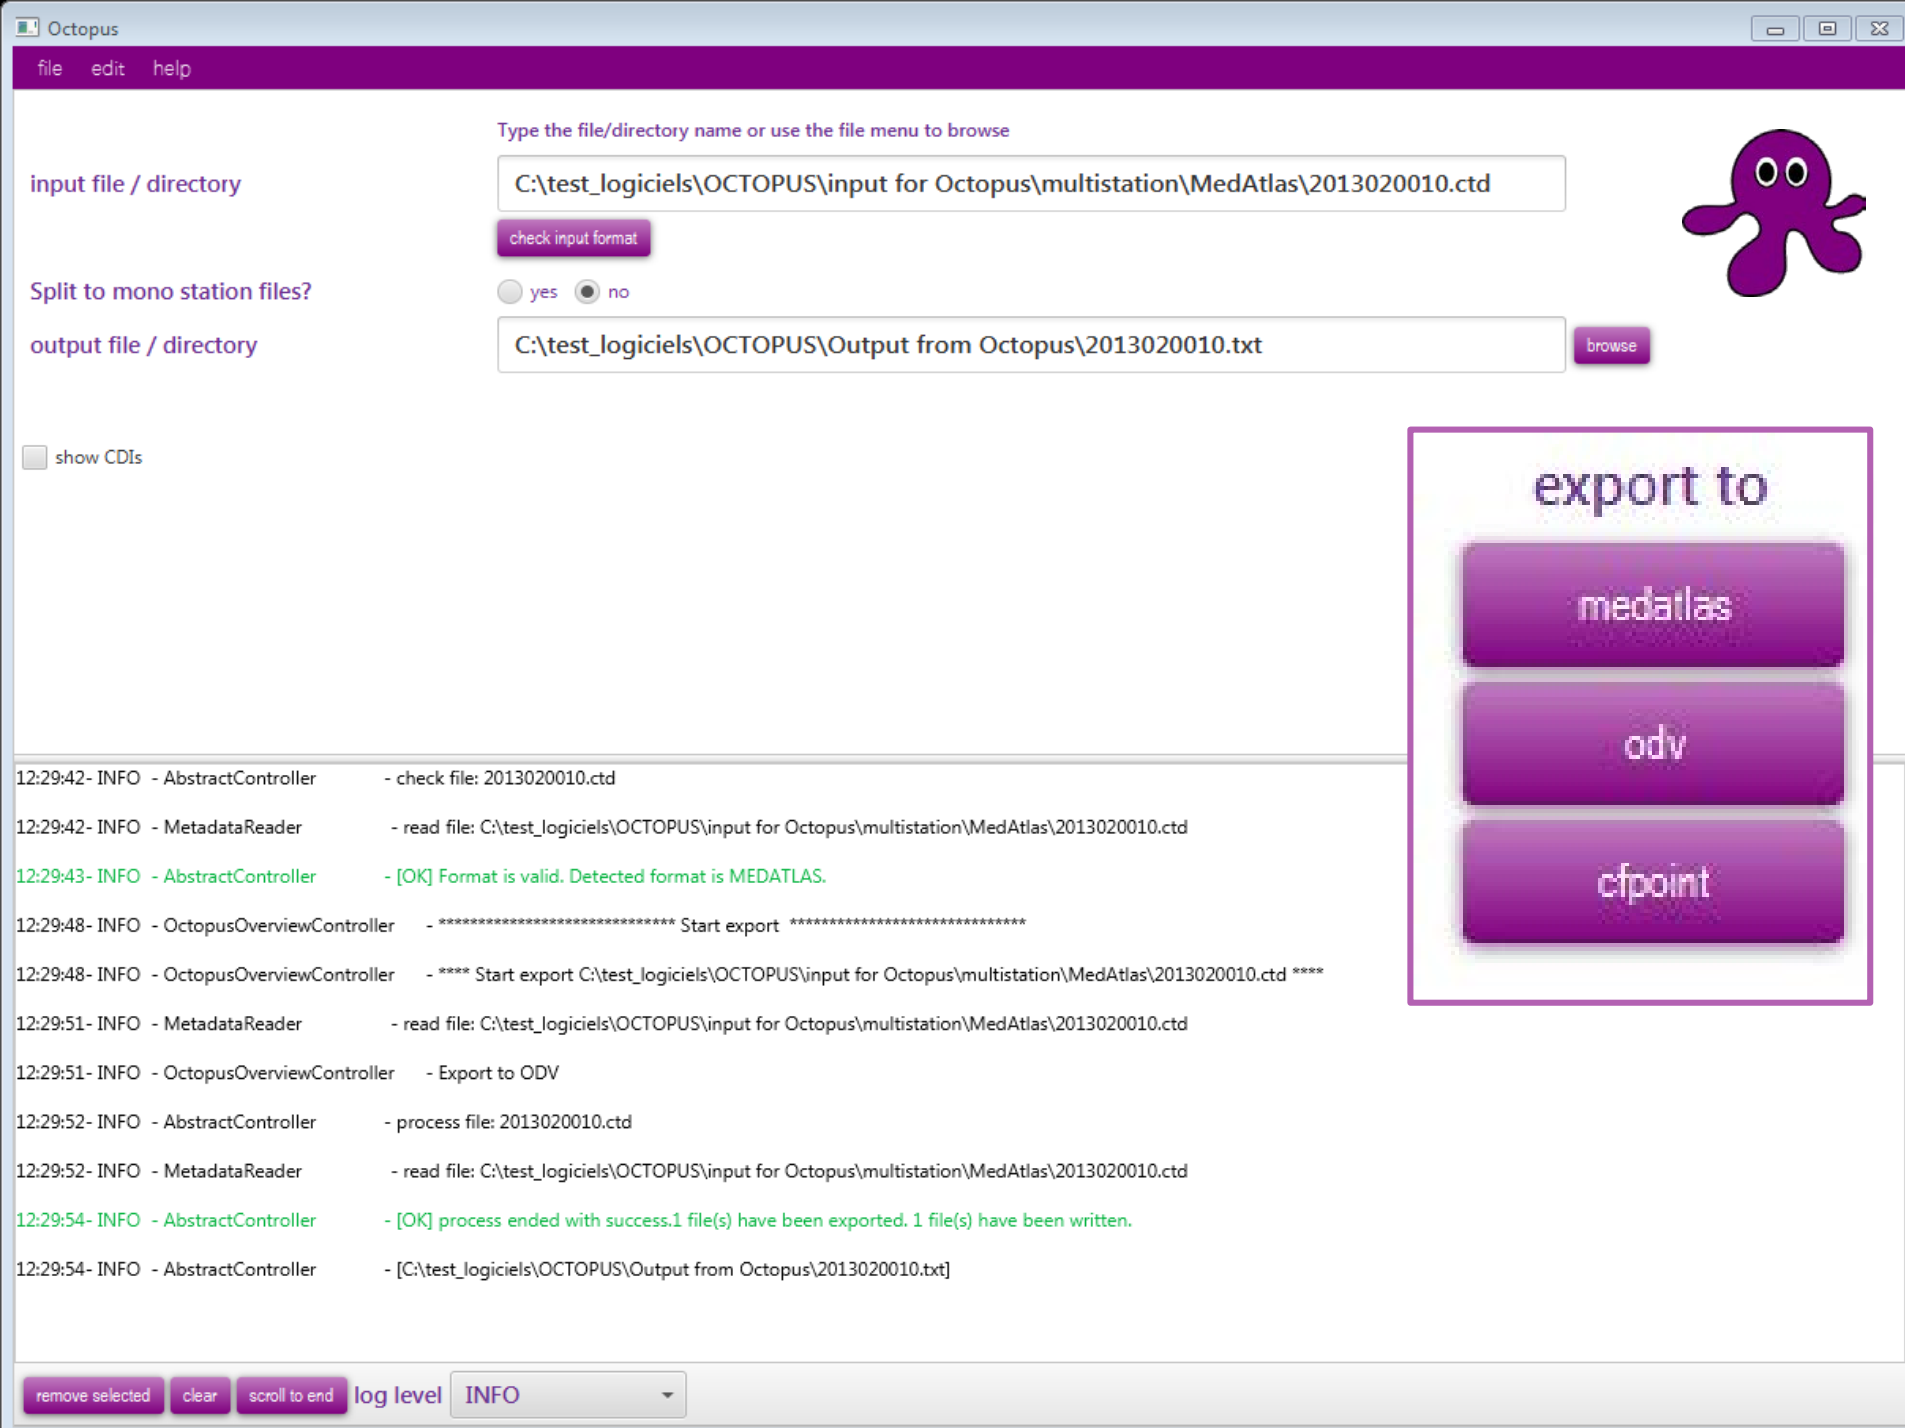 Octopus
file edit help
Type the file/directory name or use the file menu to browse
input file / directory
C:\test_logiciels\OCTOPUS\input for Octopus\multistation\MedAtlas\2013020010.ctd
check input format
Split to mono station files?
yes no
output file / directory
C:\test_logiciels\OCTOPUS\Output from Octopus\2013020010.txt
browse
show CDIs
export to
medatlas
odv
cfpoint
12:29:42- INFO - AbstractController - check file: 2013020010.ctd
12:29:42- INFO - MetadataReader - read file: C:\test_logiciels\OCTOPUS\input for Octopus\multistation\MedAtlas\2013020010.ctd
12:29:43- INFO - AbstractController - [OK] Format is valid. Detected format is MEDATLAS.
12:29:48- INFO - OctopusOverviewController - ****************************** Start export ******************************
12:29:48- INFO - OctopusOverviewController - **** Start export C:\test_logiciels\OCTOPUS\input for Octopus\multistation\MedAtlas\2013020010.ctd ****
12:29:51- INFO - MetadataReader - read file: C:\test_logiciels\OCTOPUS\input for Octopus\multistation\MedAtlas\2013020010.ctd
12:29:51- INFO - OctopusOverviewController - Export to ODV
12:29:52- INFO - AbstractController - process file: 2013020010.ctd
12:29:52- INFO - MetadataReader - read file: C:\test_logiciels\OCTOPUS\input for Octopus\multistation\MedAtlas\2013020010.ctd
12:29:54- INFO - AbstractController - [OK] process ended with success.1 file(s) have been exported. 1 file(s) have been written.
12:29:54- INFO - AbstractController - [C:\test_logiciels\OCTOPUS\Output from Octopus\2013020010.txt]
remove selected clear scroll to end log level INFO